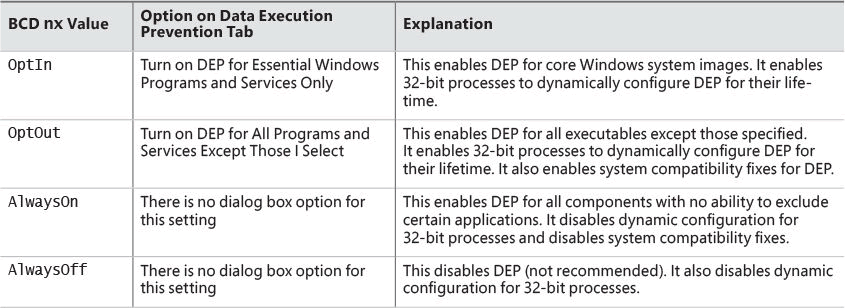 BCD nx Value
Option on Data Execution
Prevention Tab
Explanation
OptIn
Turn on DEP for Essential Windows
Programs and Services Only
This enables DEP for core Windows system images. It enables
32-bit processes to dynamically configure DEP for their life-
time.
OptOut
Turn on DEP for All Programs and
Services Except Those I Select
This enables DEP for all executables except those specified.
It enables 32-bit processes to dynamically configure DEP for
their lifetime. It also enables system compatibility fixes for DEP.
AlwaysOn
There is no dialog box option for
this setting
This enables DEP for all components with no ability to exclude
certain applications. It disables dynamic configuration for
32-bit processes and disables system compatibility fixes.
AlwaysOff
There is no dialog box option for
this setting
This disables DEP (not recommended). It also disables dynamic
configuration for 32-bit processes.